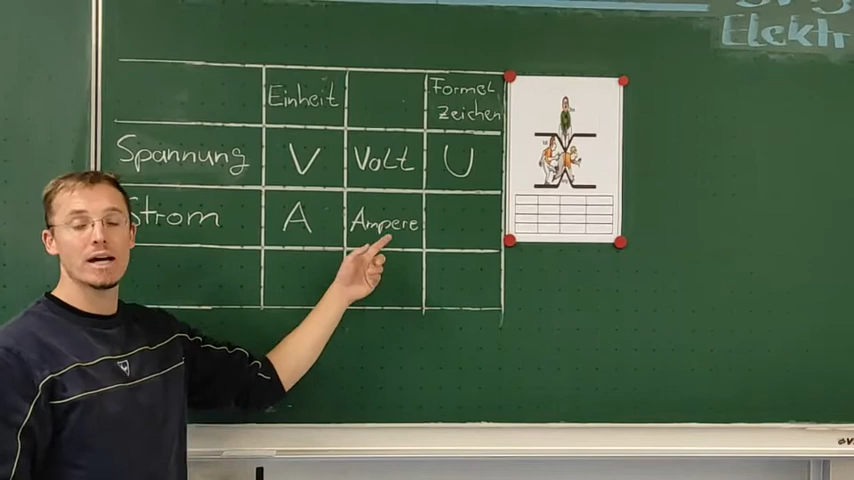 Elektr
Einheit
Formel
Zeichen
Spannung V Volt U
Strom A Ampere